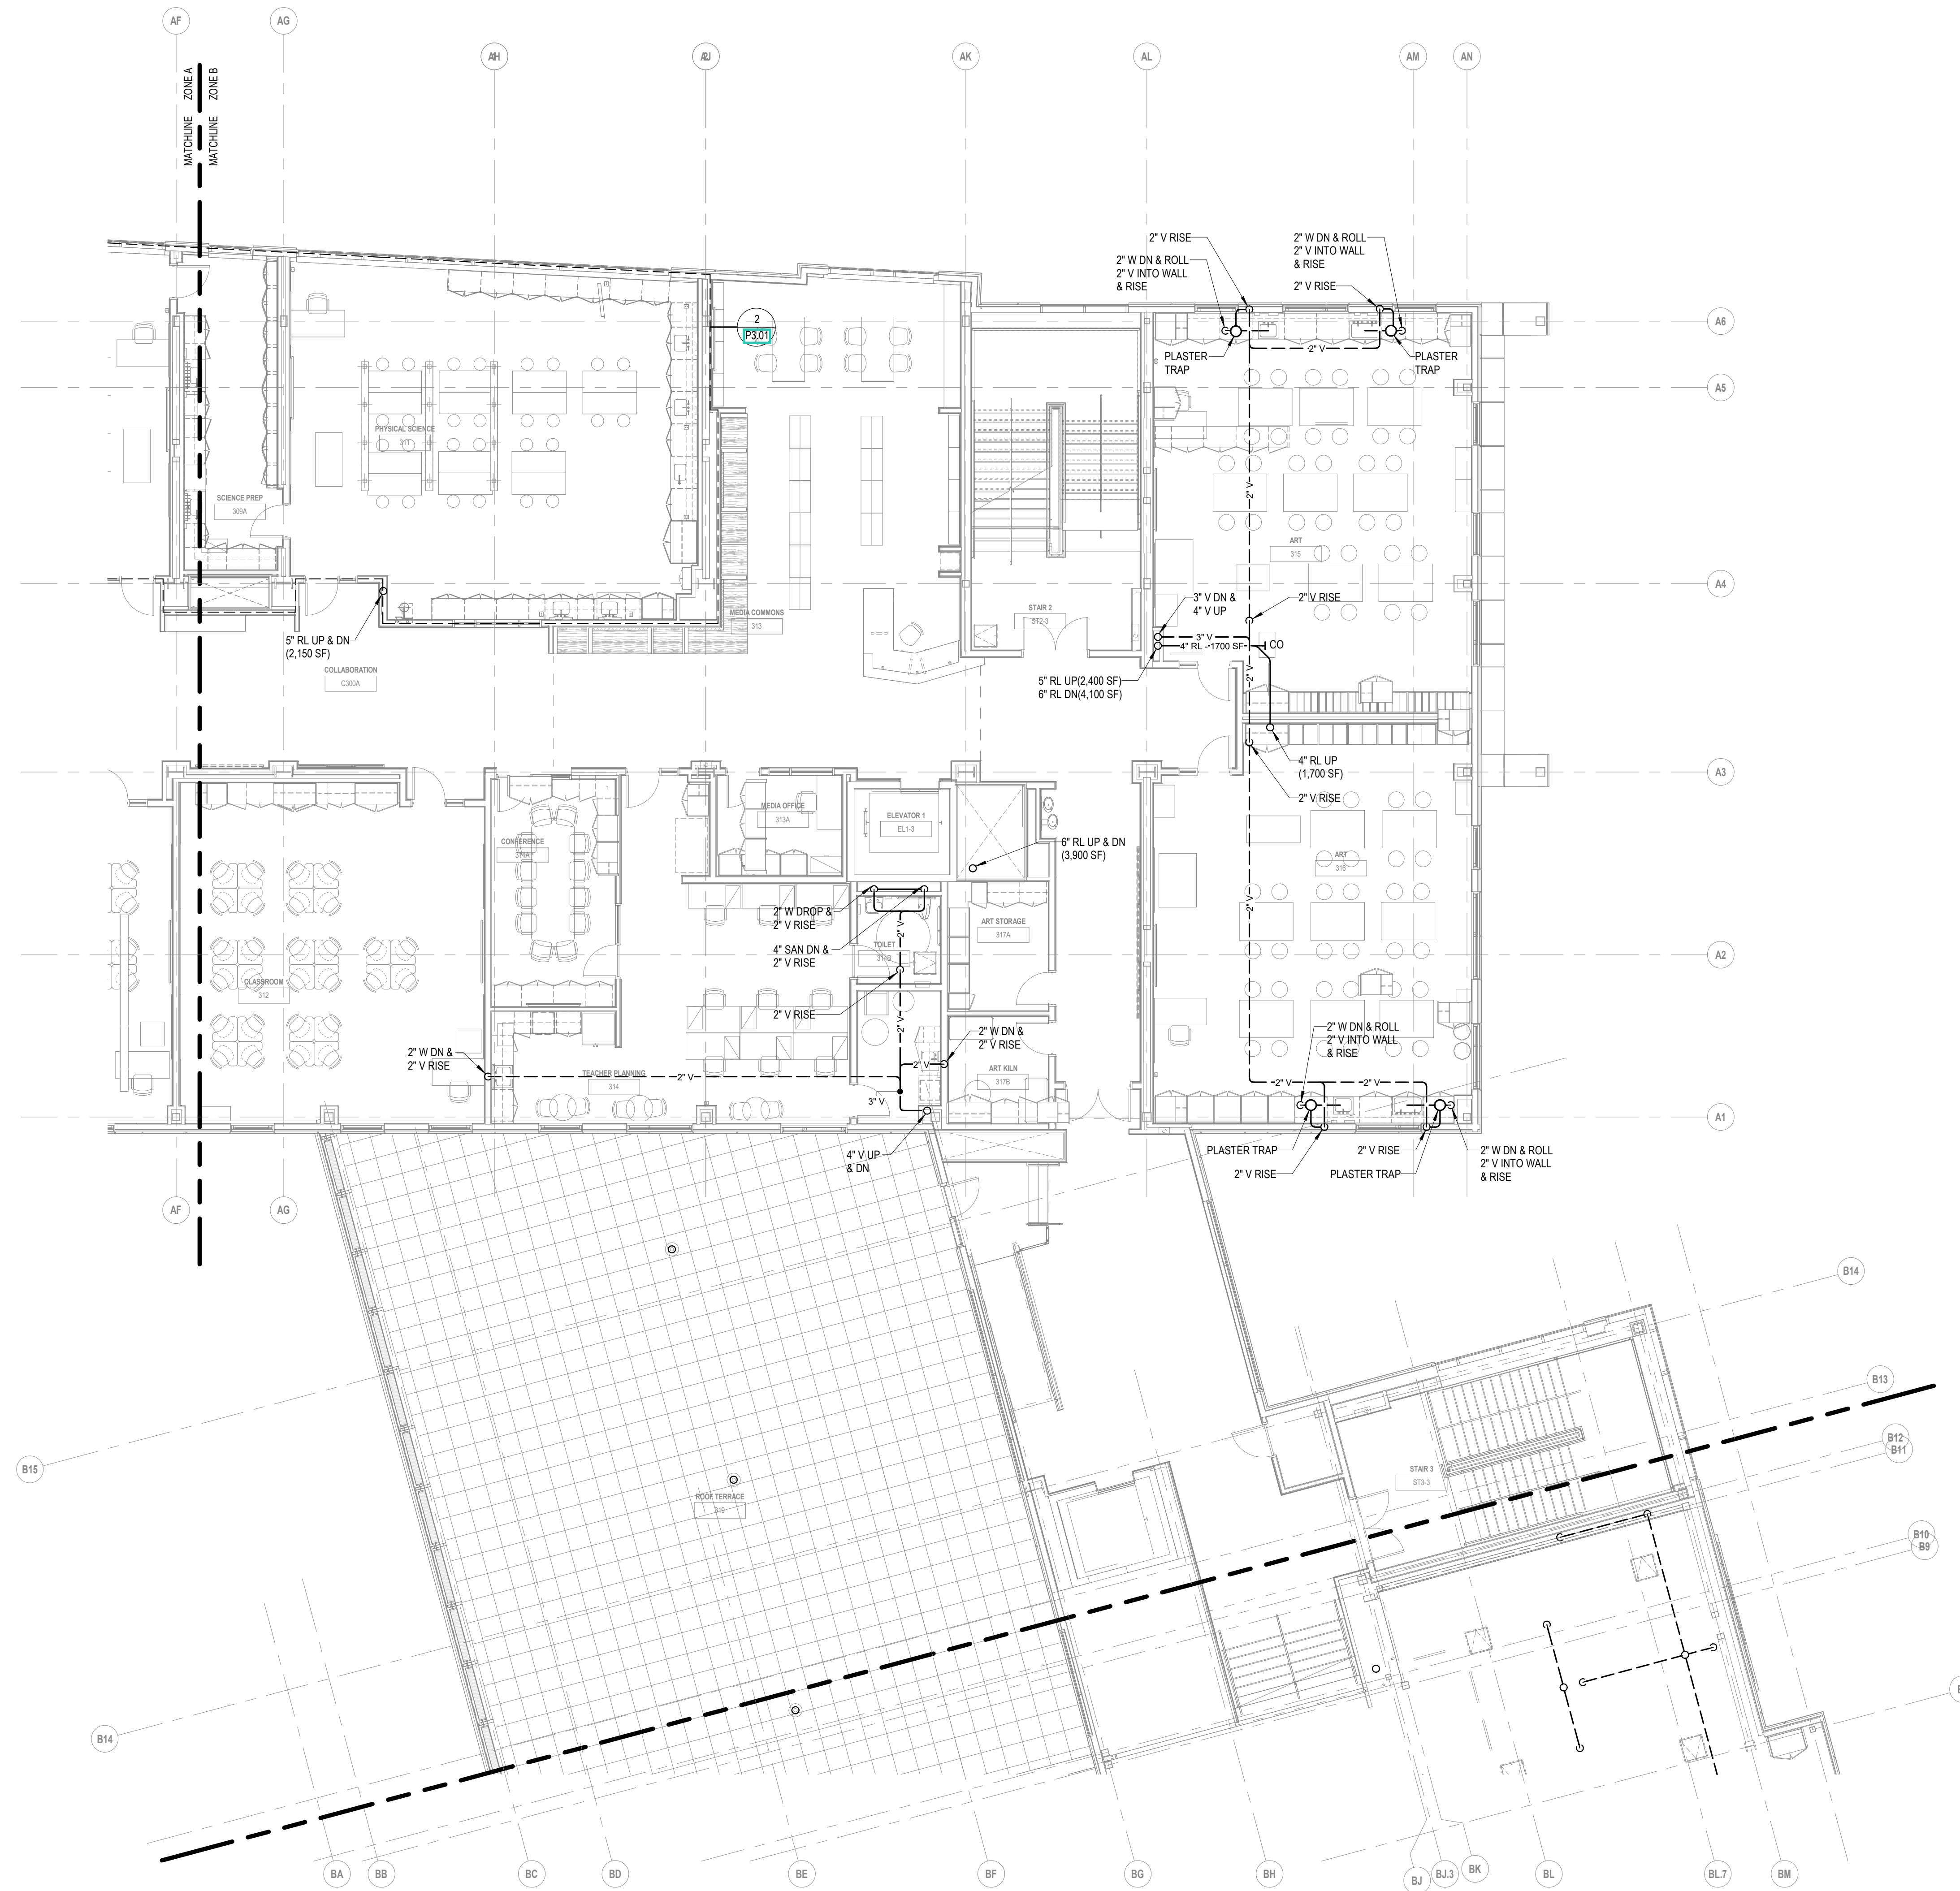 AF
AG
AH
AJ
AK
AL
AM
AN
MATCHLINE ZONE A
MATCHLINE ZONE B
2" V RISE
2" W DN & ROLL
2" V INTO WALL
& RISE
2" W DN & ROLL
2" V INTO WALL
& RISE
2" V RISE
2
P3.01
A6
PLASTER
TRAP
2" V
PLASTER
TRAP
A5
PHYSICAL SCIENCE
311
SCIENCE PREP
309A
2" V
ART
315
A4
5" RL UP & DN
(2,150 SF)
COLLABORATION
C300A
MEDIA COMMONS
313
STAIR 2
ST2-3
3" V DN &
4" V UP
2" V RISE
3" V
4" RL - 1700 SF
CO
2" V
5" RL UP(2,400 SF)
6" RL DN(4,100 SF)
4" RL UP
(1,700 SF)
2" V RISE
A3
MEDIA OFFICE
313A
ELEVATOR 1
EL1-3
CONFERENCE
314A
6" RL UP & DN
(3,900 SF)
ART
316
2" V
2" W DROP &
2" V RISE
2" V
ART STORAGE
317A
4" SAN DN &
2" V RISE
TOILET
314B
A2
CLASSROOM
312
2" V RISE
2" V
2" W DN &
2" V RISE
2" W DN &
2" V RISE
2" V
TEACHER PLANNING
314
2" V
ART KILN
317B
3" V
2" W DN & ROLL
2" V INTO WALL
& RISE
2" V
2" V
A1
4" V UP
& DN
PLASTER TRAP
2" V RISE
2" V RISE
PLASTER TRAP
2" W DN & ROLL
2" V INTO WALL
& RISE
AF
AG
B14
B13
B12
B11
B15
STAIR 3
ST3-3
ROOF TERRACE
319
B10
B9
B14
BA
BB
BC
BD
BE
BF
BG
BH
BJ
BJ.3
BK
BL
BL.7
BM